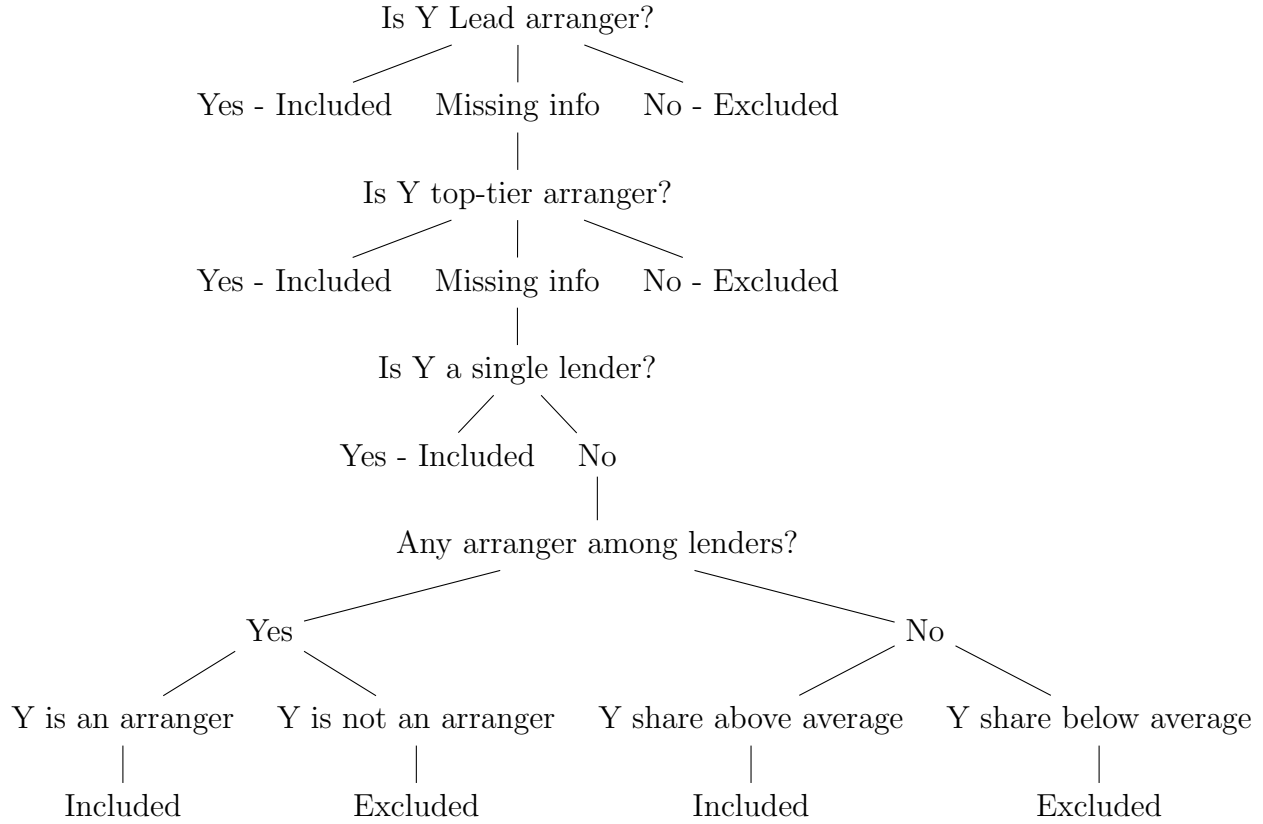 Is Y Lead arranger?
Yes - Included
Missing info
No - Excluded
Is Y top-tier arranger?
Yes - Included
Missing info
No - Excluded
Is Y a single lender?
Yes - Included
No
Any arranger among lenders?
Yes
No
Y is an arranger
Y is not an arranger
Y share above average
Y share below average
Included
Excluded
Included
Excluded